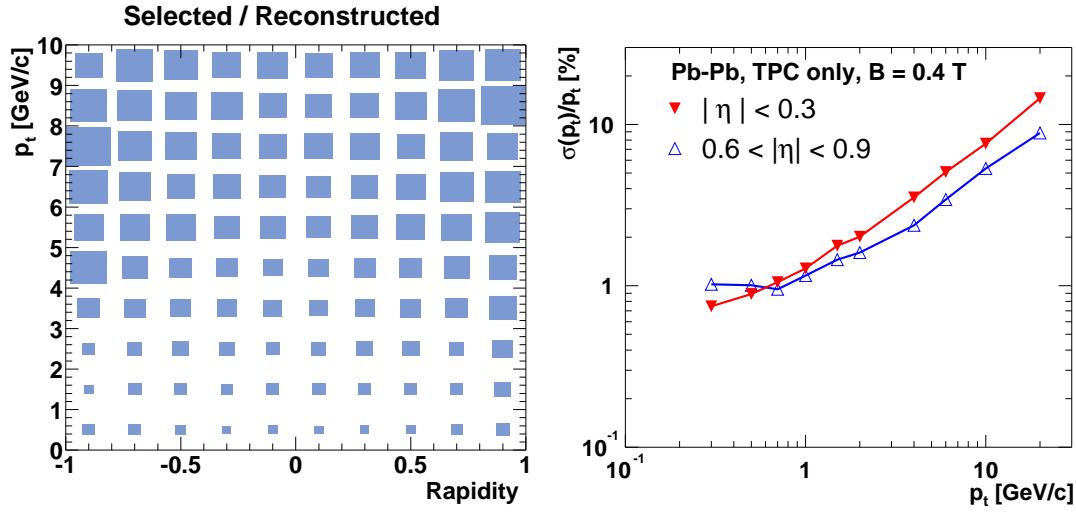 Selected / Reconstructed
p_t [GeV/c]
10
9
8
7
6
5
4
3
2
1
0
-1 -0.5 0 0.5 1
Rapidity
σ(p_t)/p_t [%]
Pb-Pb, TPC only, B = 0.4 T
| η | < 0.3
0.6 < |η| < 0.9
10
1
10^-1
10^-1 1 10
p_t [GeV/c]